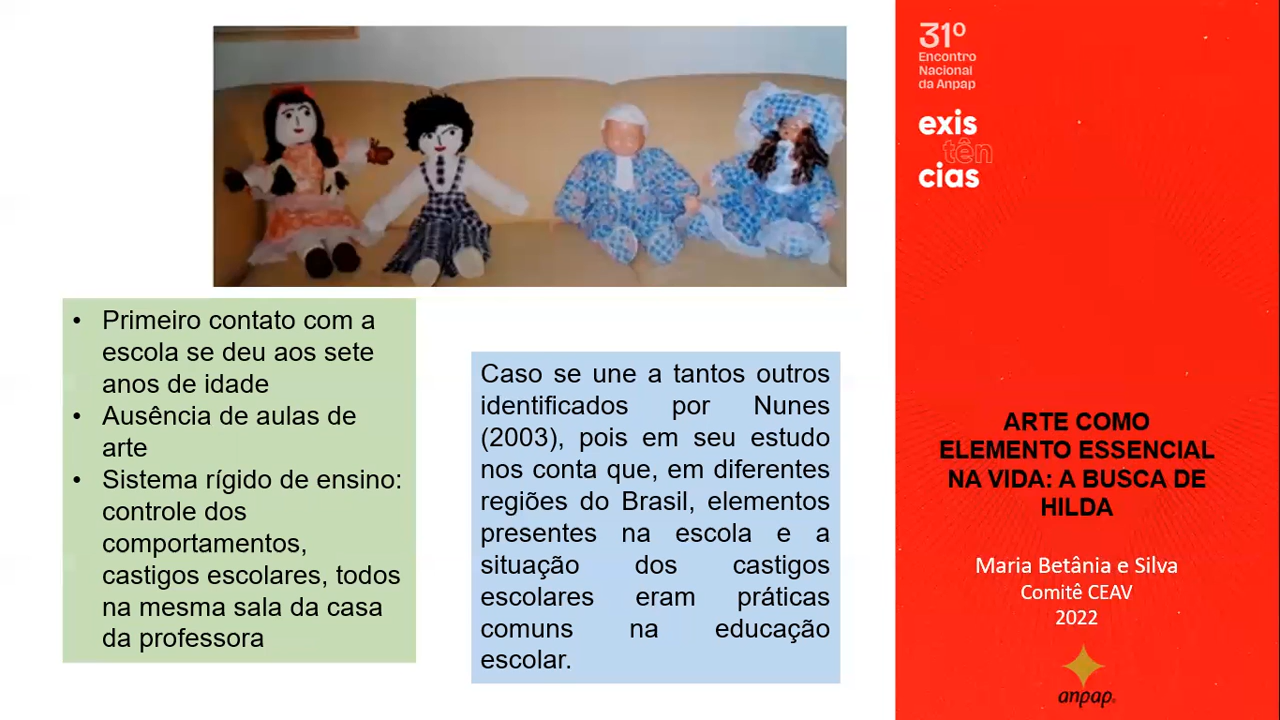 • Primeiro contato com a
escola se deu aos sete
anos de idade
• Ausência de aulas de
arte
• Sistema rígido de ensino:
controle dos
comportamentos,
castigos escolares, todos
na mesma sala da casa
da professora
Caso se une a tantos outros
identificados por Nunes
(2003), pois em seu estudo
nos conta que, em diferentes
regiões do Brasil, elementos
presentes na escola e a
situação dos castigos
escolares eram práticas
comuns na educação
escolar.
31º
Encontro
Nacional
da Anpap
exis
tên
cias
ARTE COMO
ELEMENTO ESSENCIAL
NA VIDA: A BUSCA DE
HILDA
Maria Betânia e Silva
Comitê CEAV
2022
anpap